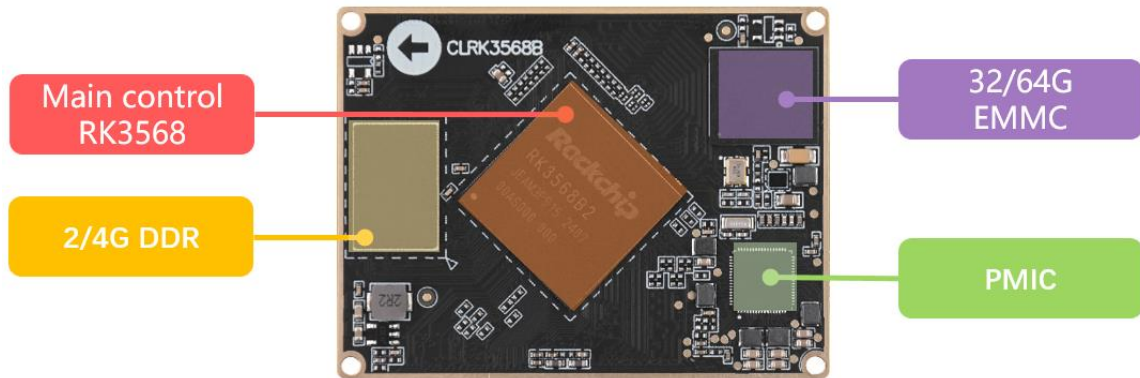 CLRK3568B
Main control
RK3568
32/64G
EMMC
Rockchip
RK3568B2
2/4G DDR
PMIC
2R2